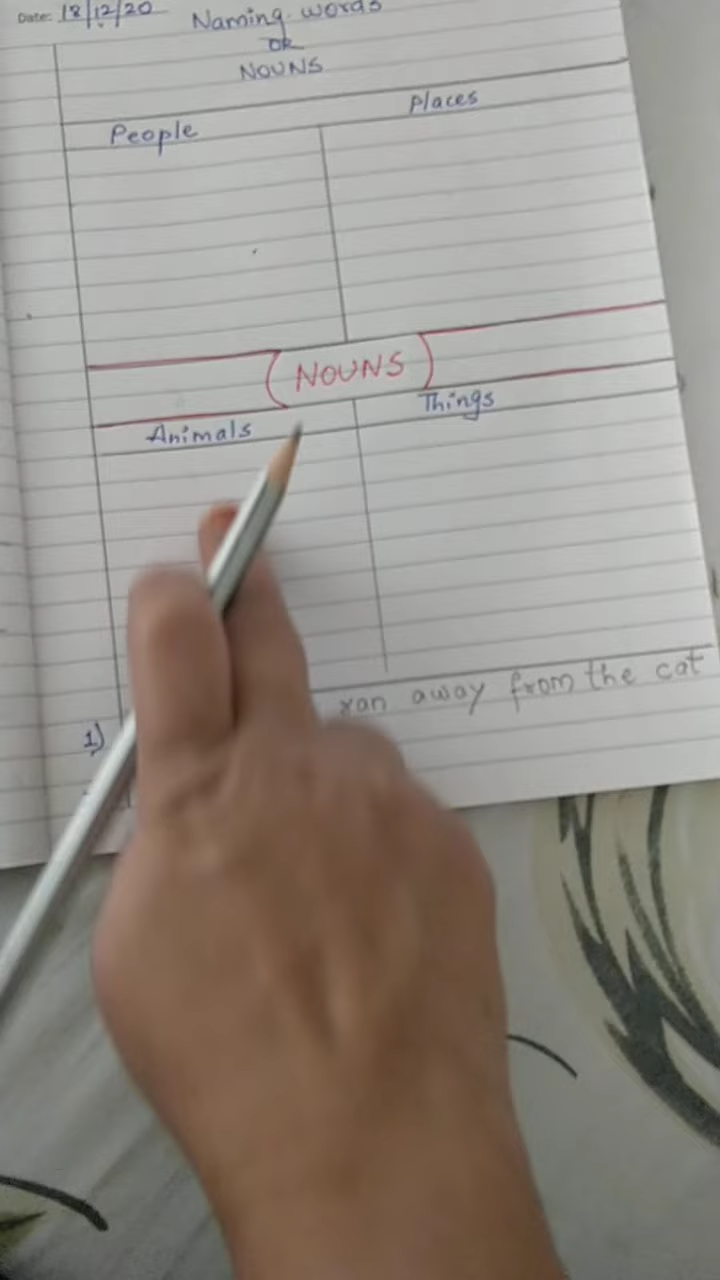 Date: 18/12/20
Naming words
OR
NOUNS
People
Places
NOUNS
Animals
Things
1)
ran away from the cat